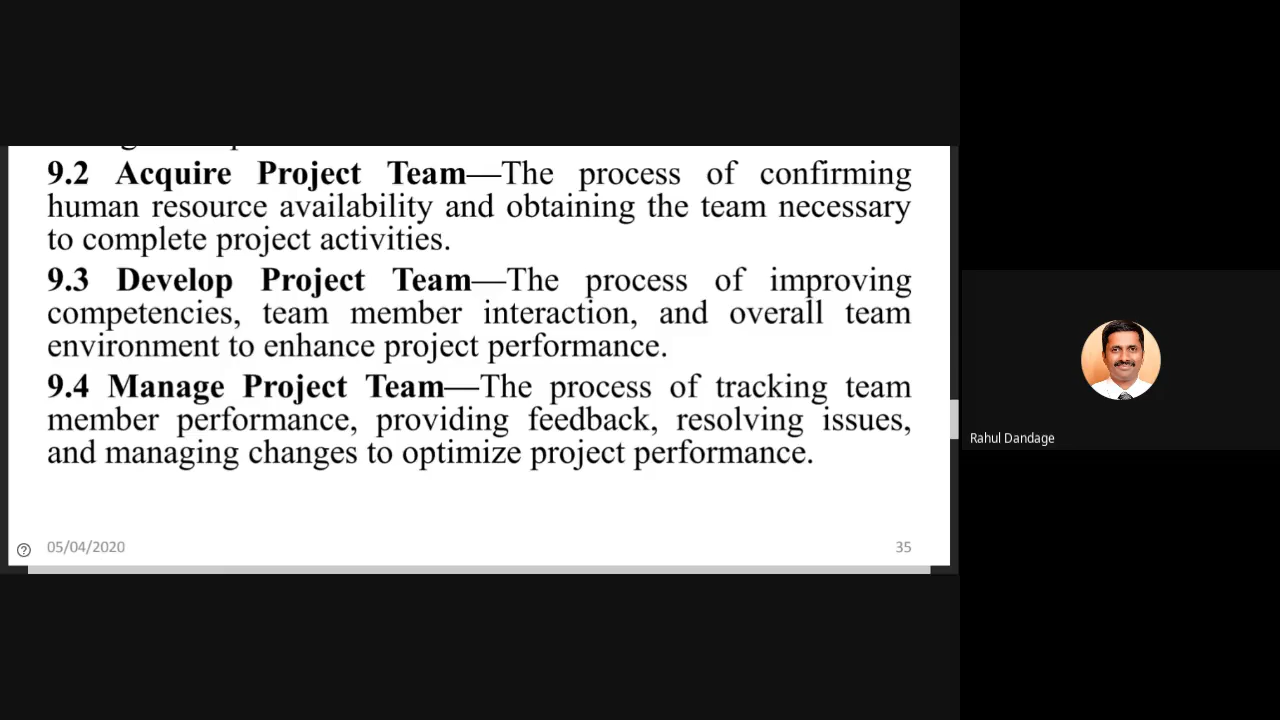 9.2 Acquire Project Team—The process of confirming
human resource availability and obtaining the team necessary
to complete project activities.
9.3 Develop Project Team—The process of improving
competencies, team member interaction, and overall team
environment to enhance project performance.
9.4 Manage Project Team—The process of tracking team
member performance, providing feedback, resolving issues,
and managing changes to optimize project performance.
05/04/2020
35
Rahul Dandage